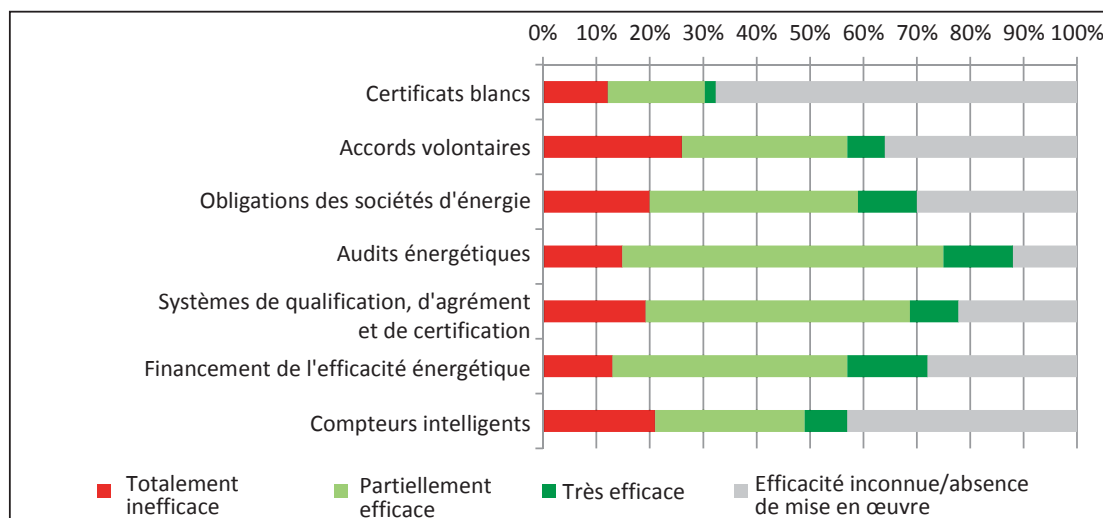 0% 10% 20% 30% 40% 50% 60% 70% 80% 90% 100%
Certificats blancs
Accords volontaires
Obligations des sociétés d'énergie
Audits énergétiques
Systèmes de qualification, d'agrément
et de certification
Financement de l'efficacité énergétique
Compteurs intelligents
Totalement
inefficace
Partiellement
efficace
Très efficace
Efficacité inconnue/absence
de mise en œuvre